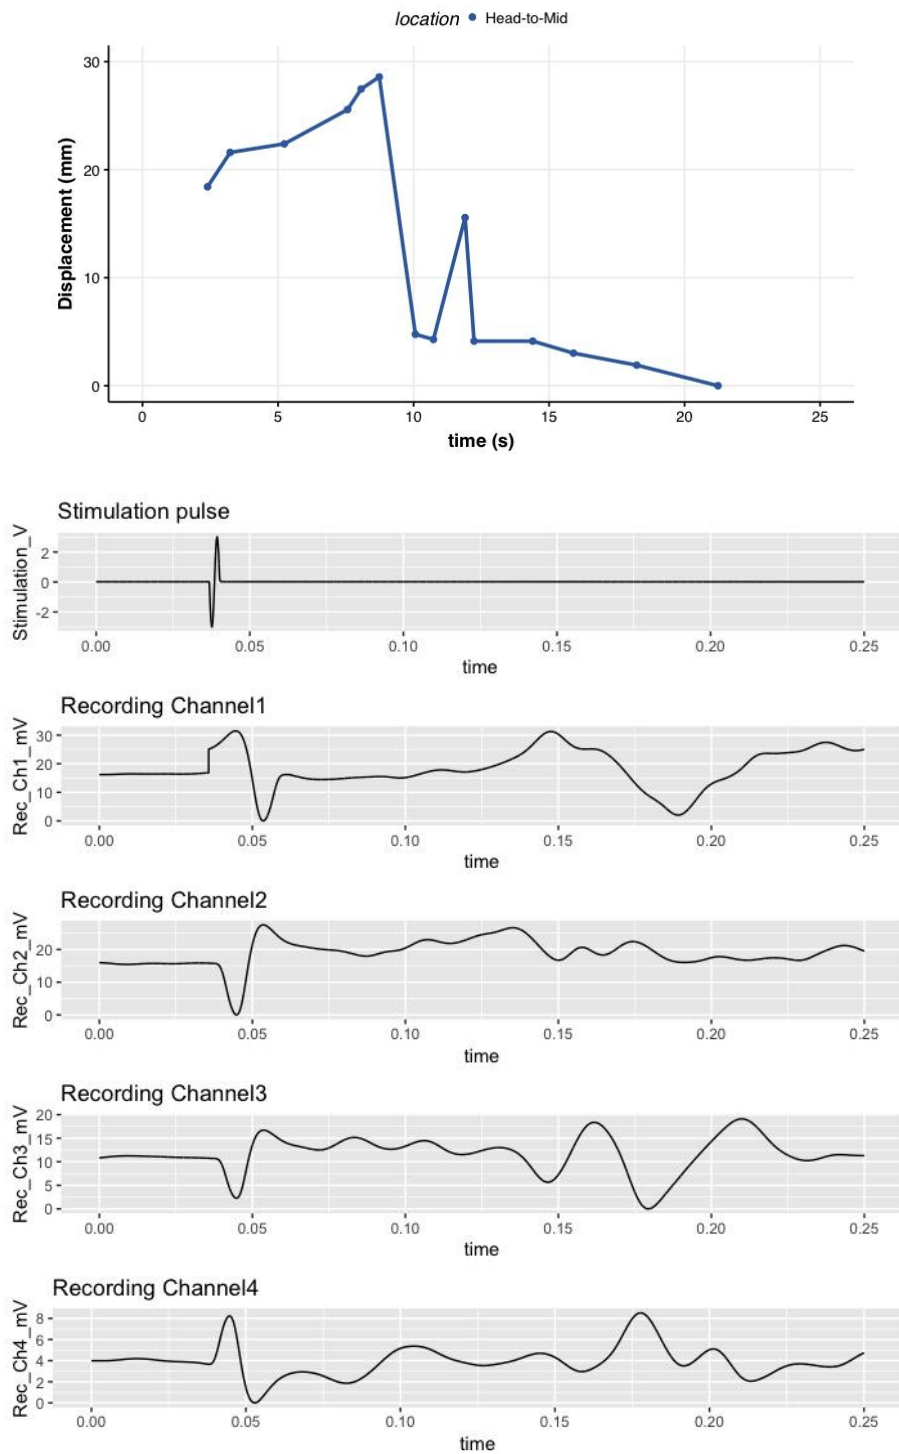 location Head-to-Mid
30
20
10
0
Displacement (mm)
0 5 10 15 20 25
time (s)
Stimulation pulse
Stimulation_V
2
0
-2
0.00 0.05 0.10 0.15 0.20 0.25
time
Recording Channel1
Rec_Ch1_mV
30
20
10
0
0.00 0.05 0.10 0.15 0.20 0.25
time
Recording Channel2
Rec_Ch2_mV
20
10
0
0.00 0.05 0.10 0.15 0.20 0.25
time
Recording Channel3
Rec_Ch3_mV
20
15
10
5
0
0.00 0.05 0.10 0.15 0.20 0.25
time
Recording Channel4
Rec_Ch4_mV
8
6
4
2
0
0.00 0.05 0.10 0.15 0.20 0.25
time